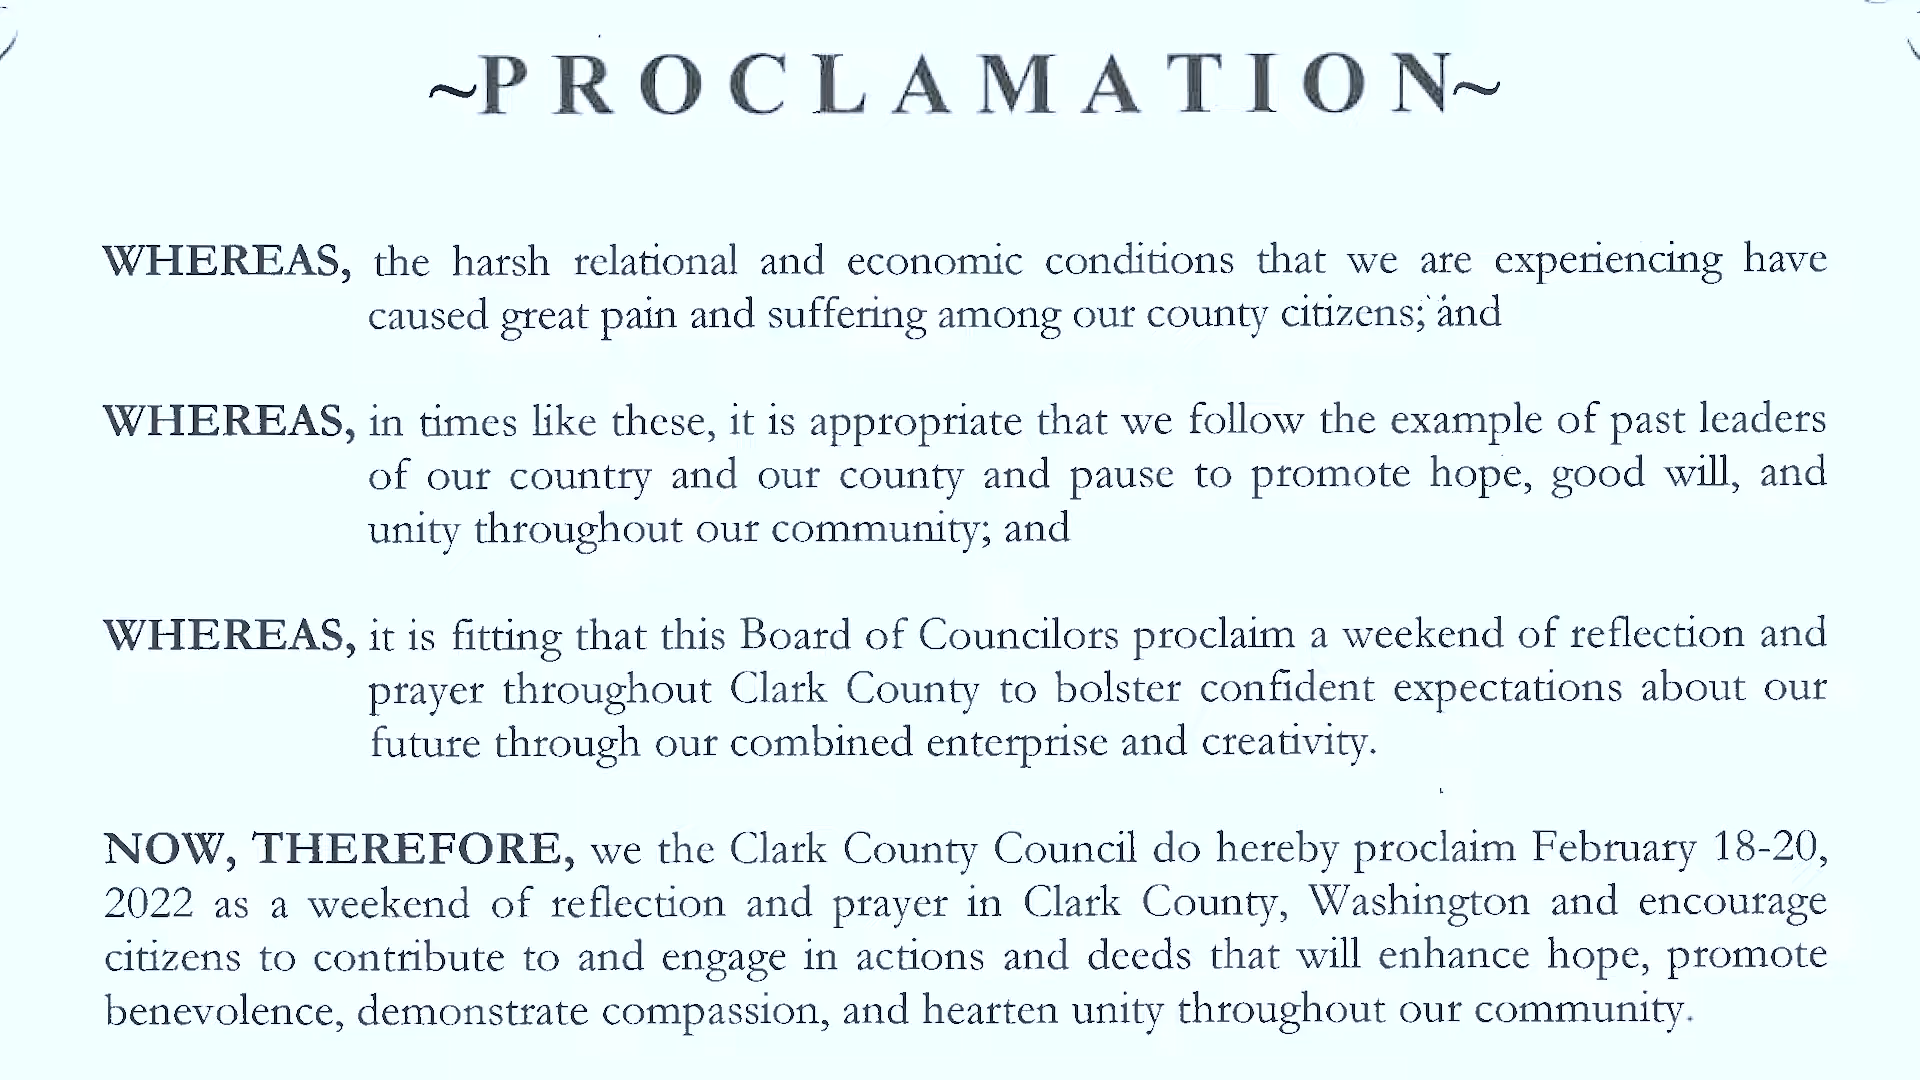 ~PROCLAMATION~
WHEREAS, the harsh relational and economic conditions that we are experiencing have
caused great pain and suffering among our county citizens; and
WHEREAS, in times like these, it is appropriate that we follow the example of past leaders
of our country and our county and pause to promote hope, good will, and
unity throughout our community; and
WHEREAS, it is fitting that this Board of Councilors proclaim a weekend of reflection and
prayer throughout Clark County to bolster confident expectations about our
future through our combined enterprise and creativity.
NOW, THEREFORE, we the Clark County Council do hereby proclaim February 18-20,
2022 as a weekend of reflection and prayer in Clark County, Washington and encourage
citizens to contribute to and engage in actions and deeds that will enhance hope, promote
benevolence, demonstrate compassion, and hearten unity throughout our community.